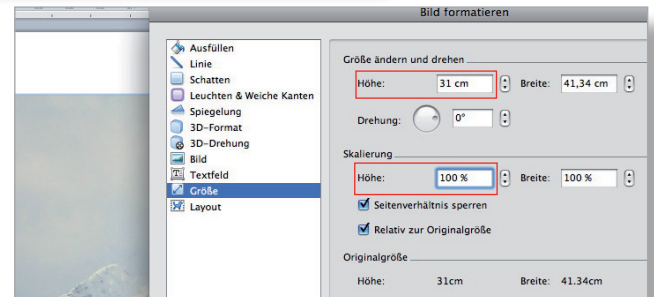 Bild formatieren
Ausfüllen
Linie
Schatten
Leuchten & Weiche Kanten
Spiegelung
3D-Format
3D-Drehung
Bild
Textfeld
Größe
Layout
Größe ändern und drehen
Höhe: 31 cm Breite: 41,34 cm
Drehung: 0°
Skalierung
Höhe: 100 % Breite: 100 %
Seitenverhältnis sperren
Relativ zur Originalgröße
Originalgröße
Höhe: 31cm Breite: 41.34cm